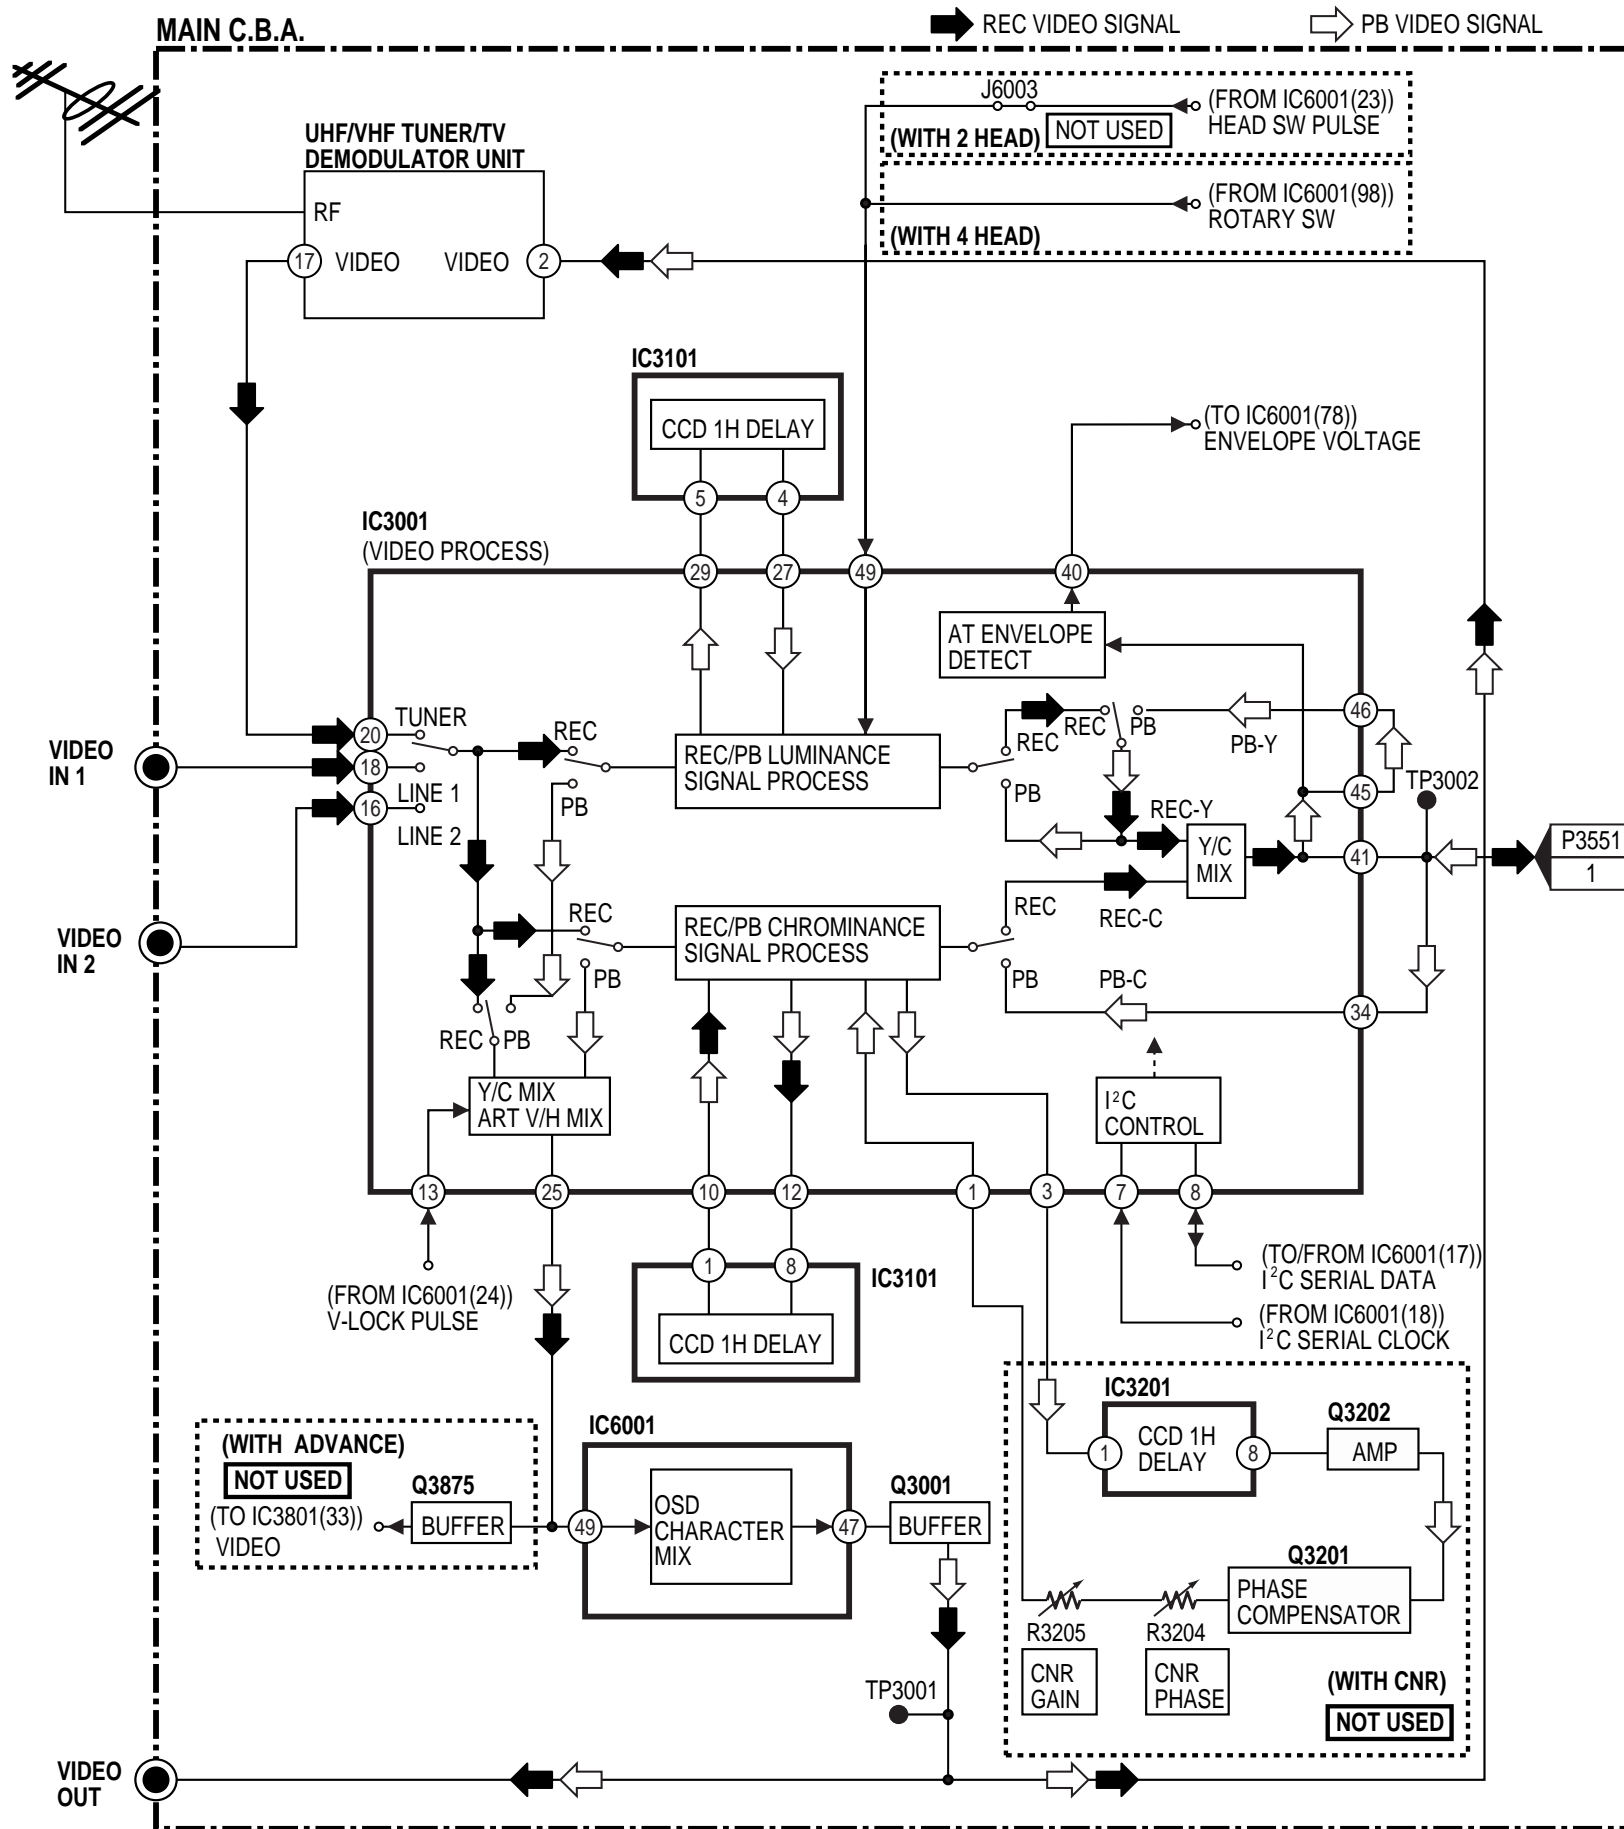 MAIN C.B.A.
REC VIDEO SIGNAL
PB VIDEO SIGNAL
J6003
(FROM IC6001(23))
HEAD SW PULSE
(WITH 2 HEAD)
NOT USED
(FROM IC6001(98))
ROTARY SW
(WITH 4 HEAD)
UHF/VHF TUNER/TV
DEMODULATOR UNIT
RF
17
VIDEO
VIDEO
2
IC3101
CCD 1H DELAY
5
4
(TO IC6001(78))
ENVELOPE VOLTAGE
IC3001
(VIDEO PROCESS)
29
27
49
40
AT ENVELOPE
DETECT
20
TUNER
18
LINE 1
16
LINE 2
VIDEO
IN 1
VIDEO
IN 2
REC
PB
REC/PB LUMINANCE
SIGNAL PROCESS
REC
PB
REC
PB
PB-Y
46
45
TP3002
REC-Y
Y/C
MIX
41
P3551
1
REC
PB
REC/PB CHROMINANCE
SIGNAL PROCESS
REC
REC-C
PB
PB-C
34
REC
PB
Y/C MIX
ART V/H MIX
I²C
CONTROL
13
25
10
12
1
3
7
8
(FROM IC6001(24))
V-LOCK PULSE
1
8
IC3101
CCD 1H DELAY
(TO/FROM IC6001(17))
I²C SERIAL DATA
(FROM IC6001(18))
I²C SERIAL CLOCK
(WITH ADVANCE)
NOT USED
(TO IC3801(33))
VIDEO
Q3875
BUFFER
IC6001
49
OSD
CHARACTER
MIX
47
Q3001
BUFFER
IC3201
1
CCD 1H
DELAY
8
Q3202
AMP
Q3201
PHASE
COMPENSATOR
R3205
R3204
CNR
GAIN
CNR
PHASE
(WITH CNR)
NOT USED
TP3001
VIDEO
OUT